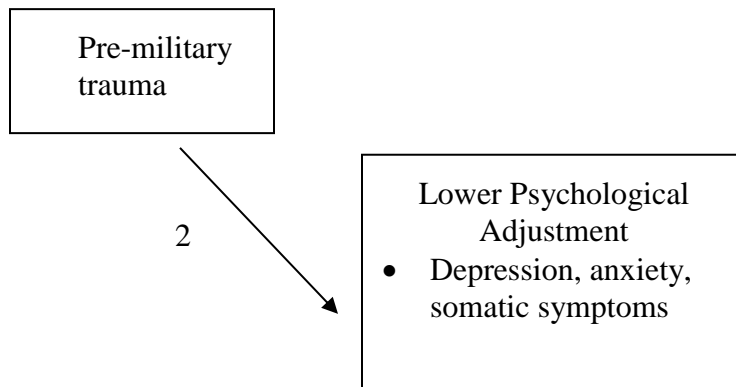 Pre-military
trauma
2
Lower Psychological
Adjustment
• Depression, anxiety,
somatic symptoms